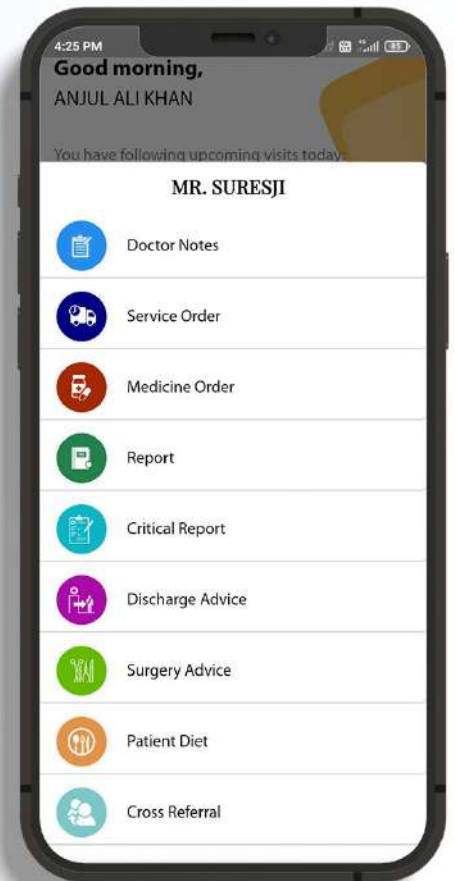 4:25 PM
85
Good morning,
ANJUL ALI KHAN
You have following upcoming visits today:
MR. SURESJI
Doctor Notes
Service Order
Medicine Order
Report
Critical Report
Discharge Advice
Surgery Advice
Patient Diet
Cross Referral